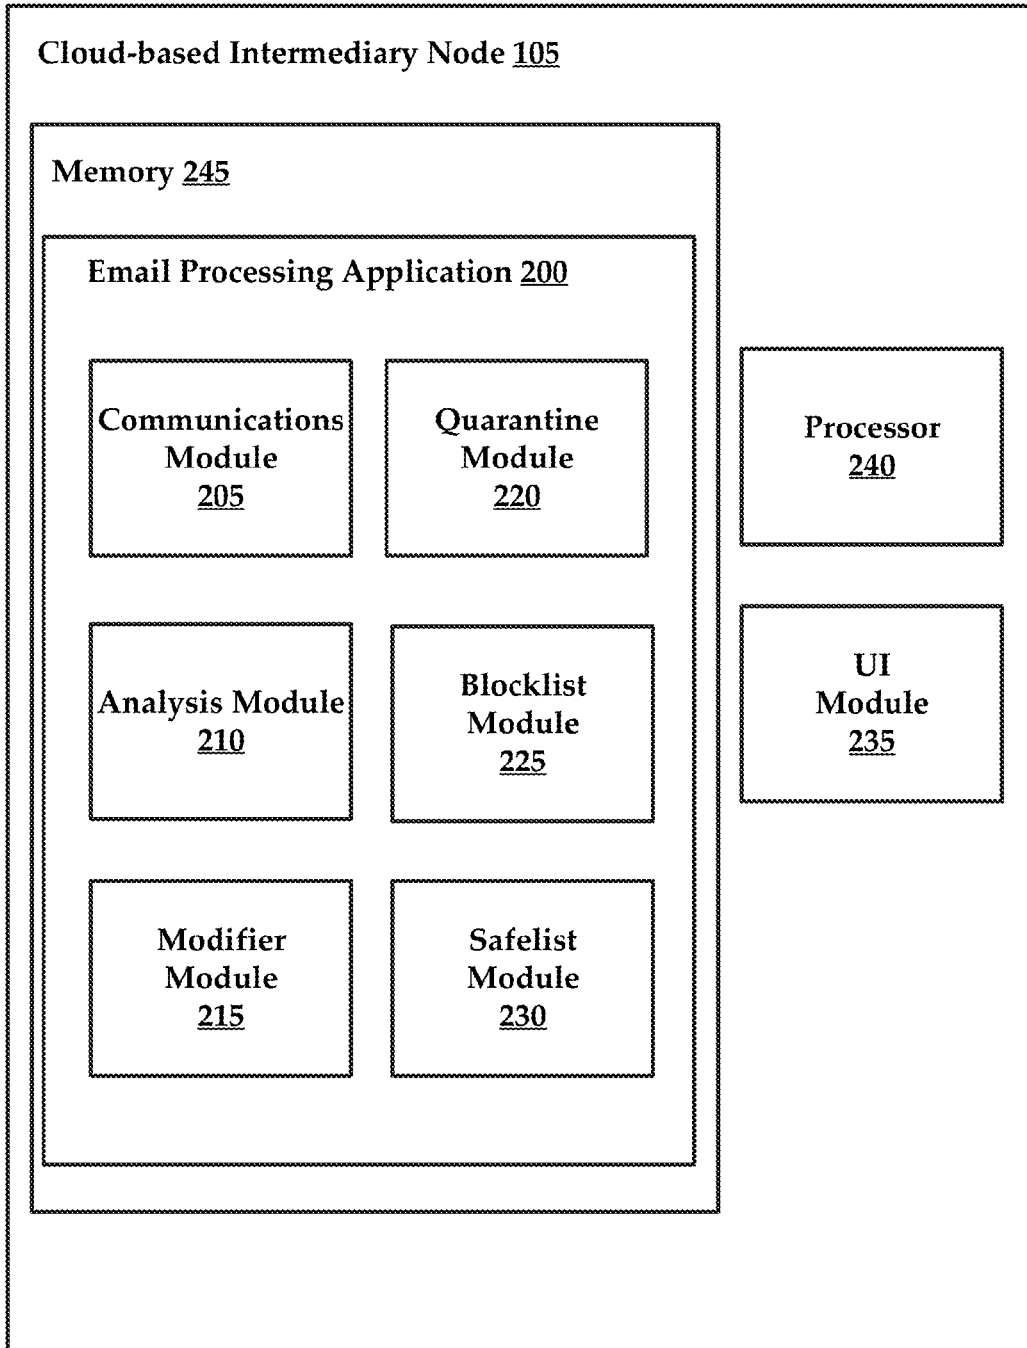 Cloud-based Intermediary Node 105
Memory 245
Email Processing Application 200
Communications
Module
205
Quarantine
Module
220
Processor
240
Analysis Module
210
Blocklist
Module
225
UI
Module
235
Modifier
Module
215
Safelist
Module
230